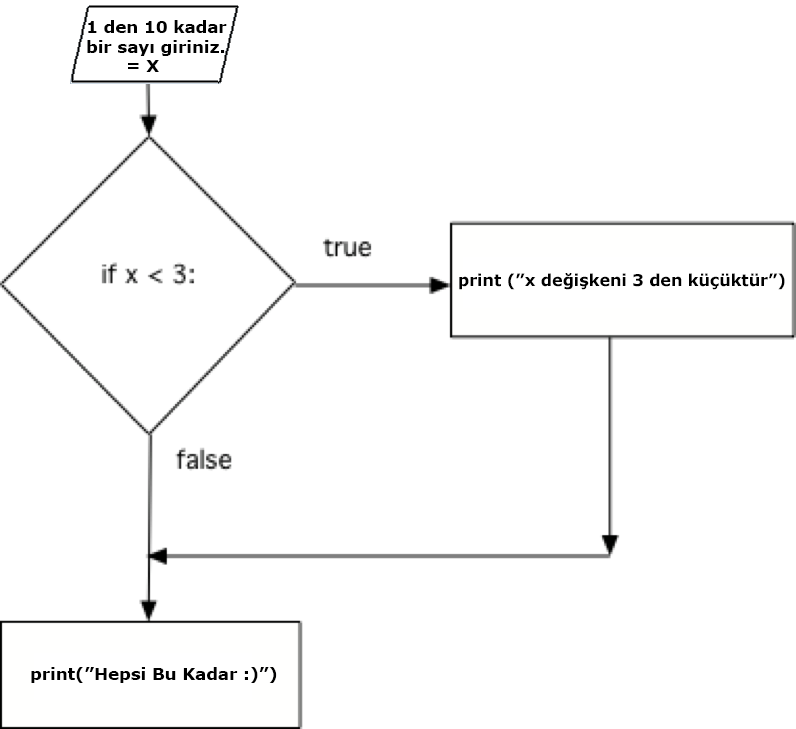 1 den 10 kadar
bir sayı giriniz.
= X
if x < 3:
true
print (”x değişkeni 3 den küçüktür”)
false
print(”Hepsi Bu Kadar :)”)